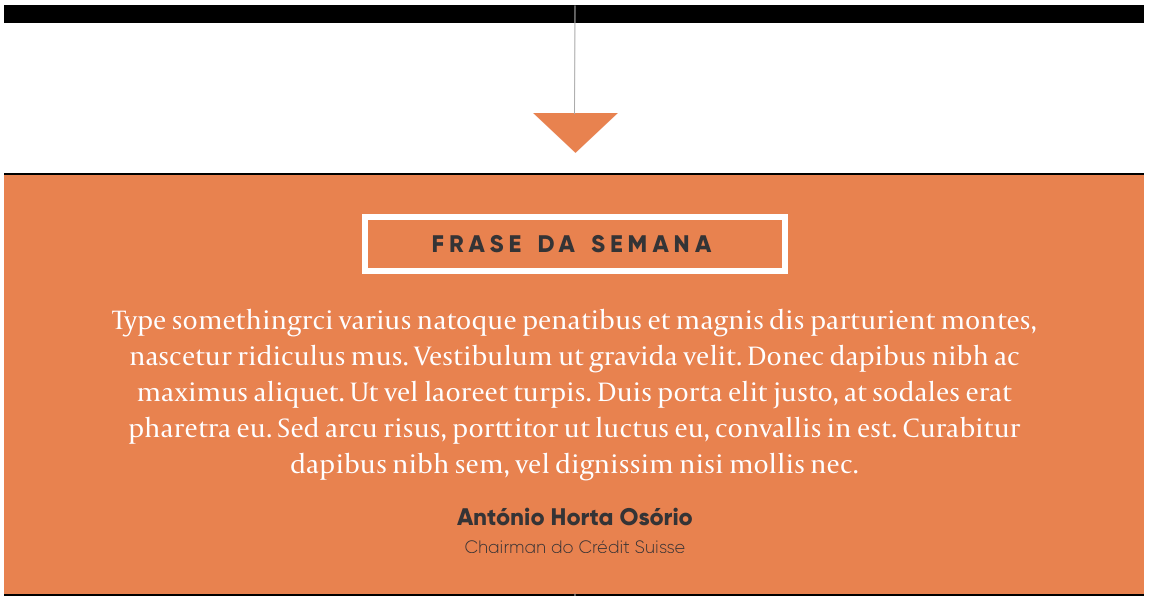 FRASE DA SEMANA
Type somethingrci varius natoque penatibus et magnis dis parturient montes,
nascetur ridiculus mus. Vestibulum ut gravida velit. Donec dapibus nibh ac
maximus aliquet. Ut vel laoreet turpis. Duis porta elit justo, at sodales erat
pharetra eu. Sed arcu risus, porttitor ut luctus eu, convallis in est. Curabitur
dapibus nibh sem, vel dignissim nisi mollis nec.
António Horta Osório
Chairman do Crédit Suisse